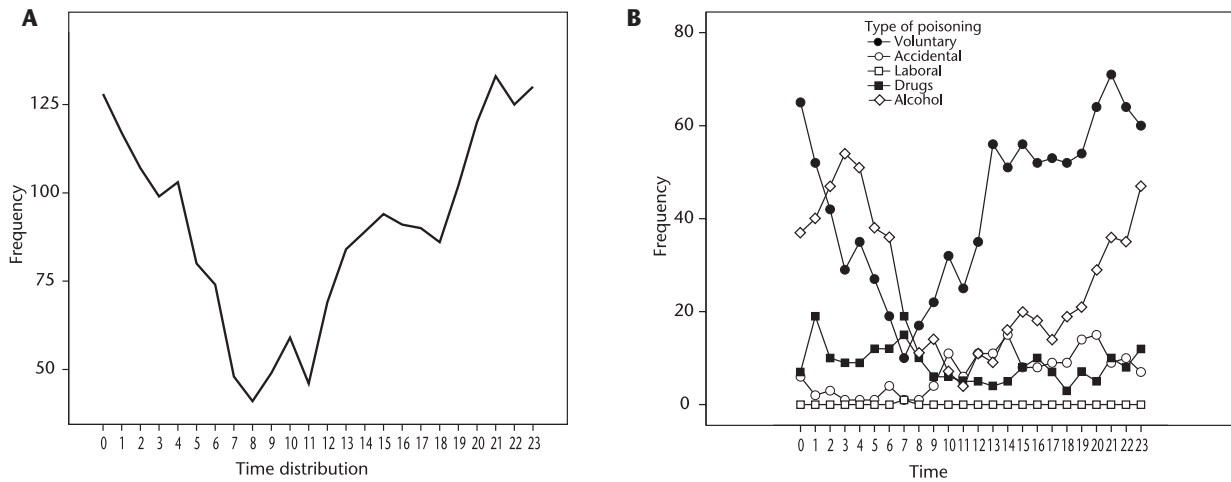 A
Frequency
125
100
75
50
0 1 2 3 4 5 6 7 8 9 10 11 12 13 14 15 16 17 18 19 20 21 22 23
Time distribution
B
Type of poisoning
Voluntary
Accidental
Laboral
Drugs
Alcohol
Frequency
80
60
40
20
0
0 1 2 3 4 5 6 7 8 9 10 11 12 13 14 15 16 17 18 19 20 21 22 23
Time